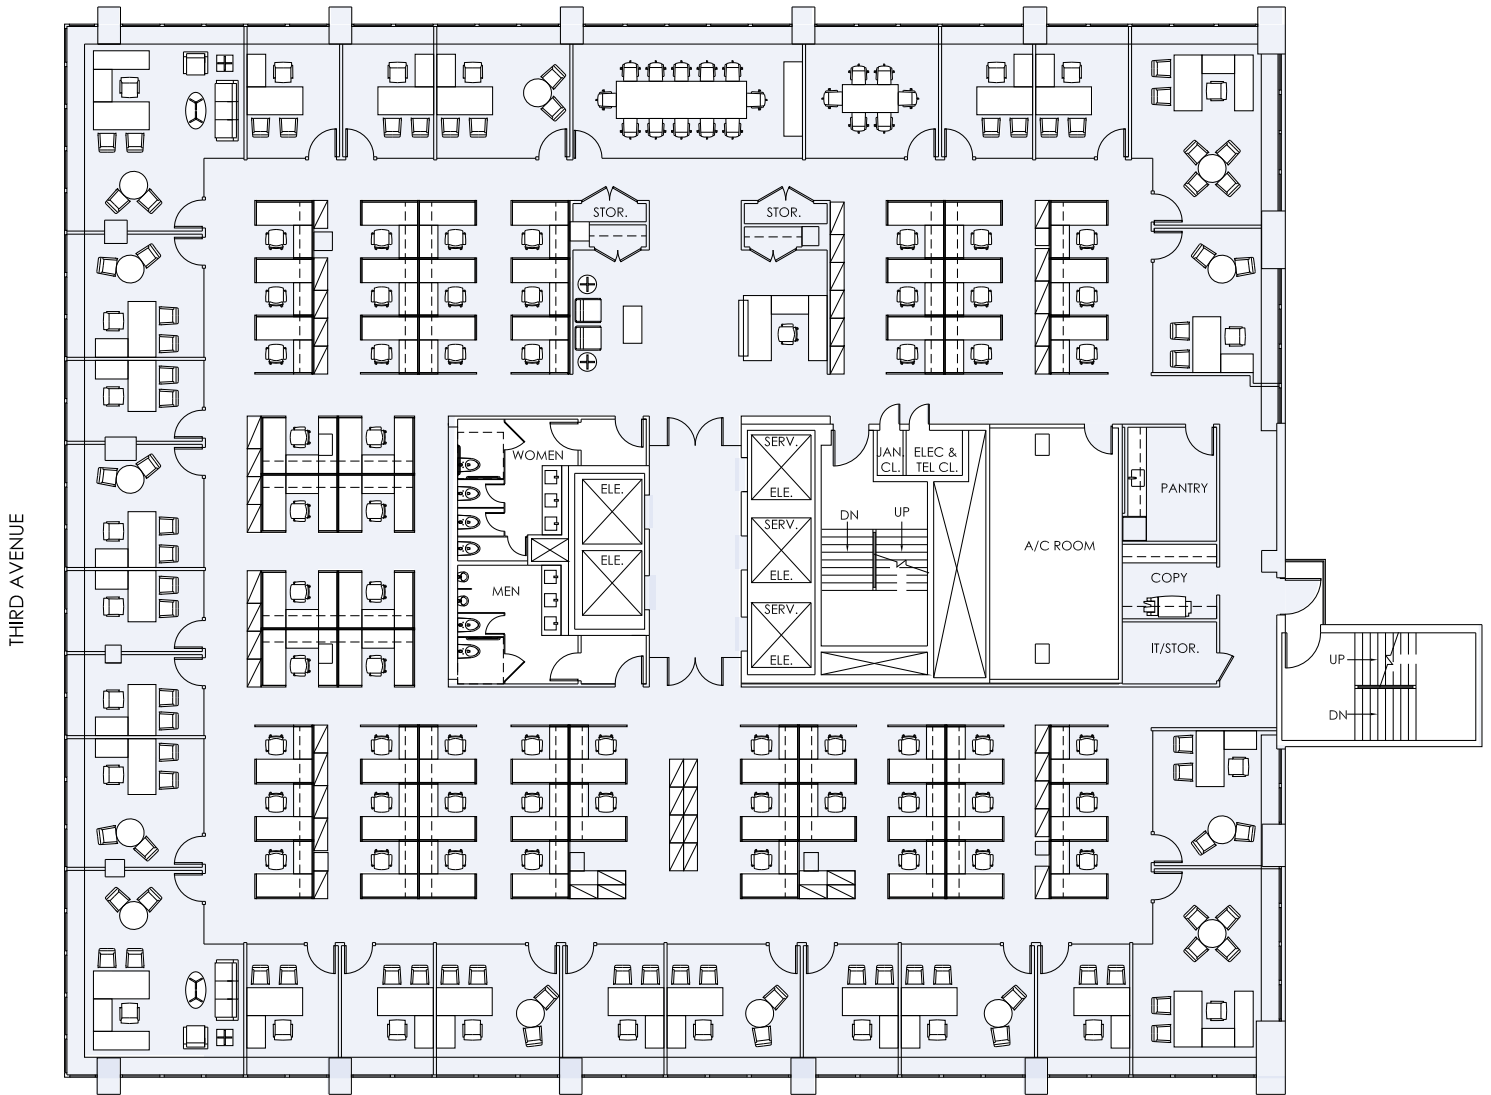 STOR.
STOR.
SERV.
ELE.
JAN.
CL.
ELEC &
TEL CL.
WOMEN
ELE.
PANTRY
DN
UP
THIRD AVENUE
SERV.
ELE.
A/C ROOM
ELE.
COPY
MEN
SERV.
ELE.
IT/STOR.
UP
DN